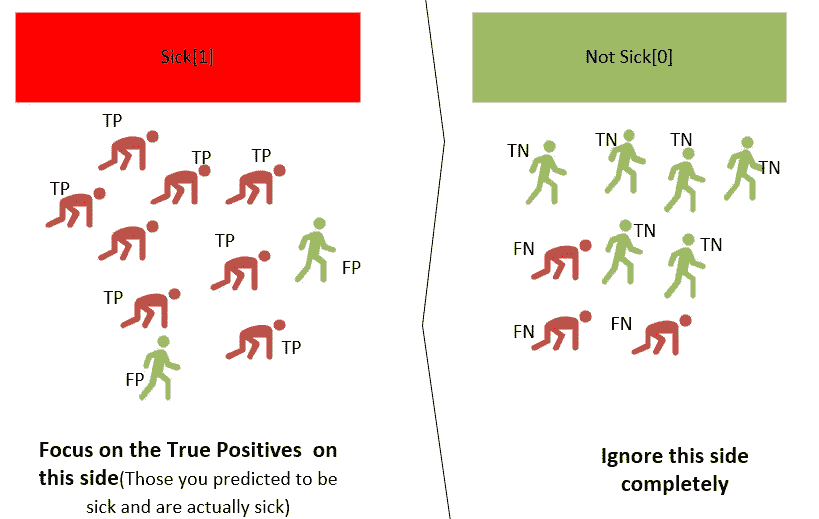 Sick[1]
Not Sick[0]
TP
TP
TP
TP
TP
FP
TP
TP
FP
TN
TN
TN
TN
FN
TN
TN
FN
FN
Focus on the True Positives on
this side(Those you predicted to be
sick and are actually sick)
Ignore this side
completely